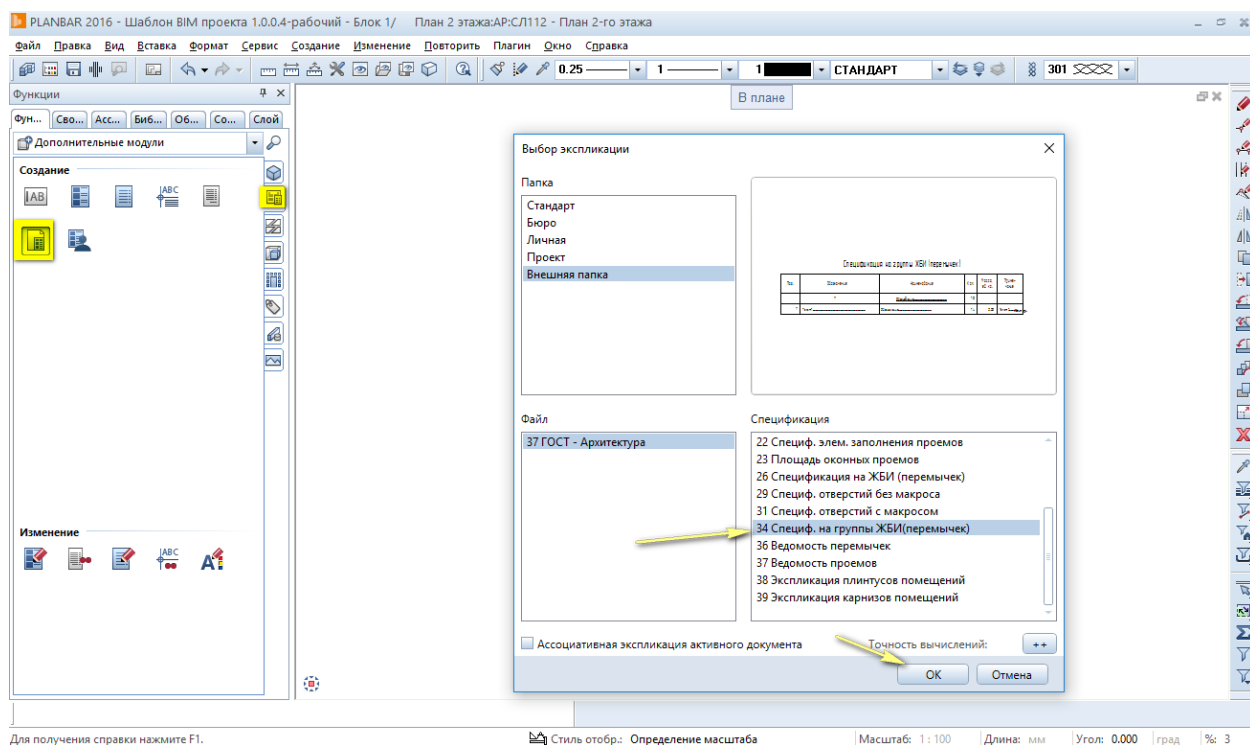 PLANBAR 2016 - Шаблон BIM проекта 1.0.0.4-рабочий - Блок 1/ План 2 этажа:АР:СЛ112 - План 2-го этажа
Файл Правка Вид Вставка Формат Сервис Создание Изменение Повторить Плагин Окно Справка
0.25 1 1 СТАНДАРТ 301
Функции
В плане
Фун... Сво... Асс... Биб... Об... Со... Слой
Дополнительные модули
Создание
Изменение
Выбор экспликации
Папка
Стандарт
Бюро
Личная
Проект
Внешняя папка
Спецификация на группы ЖБИ (перемычек)
Файл
37 ГОСТ - Архитектура
Спецификация
22 Специф. элем. заполнения проемов
23 Площадь оконных проемов
26 Спецификация на ЖБИ (перемычек)
29 Специф. отверстий без макроса
31 Специф. отверстий с макросом
34 Специф. на группы ЖБИ(перемычек)
36 Ведомость перемычек
37 Ведомость проемов
38 Экспликация плинтусов помещений
39 Экспликация карнизов помещений
Ассоциативная экспликация активного документа
Точность вычислений: ++
OK Отмена
Для получения справки нажмите F1.
Стиль отобр.: Определение масштаба Масштаб: 1 : 100 Длина: мм Угол: 0.000 град %: 3